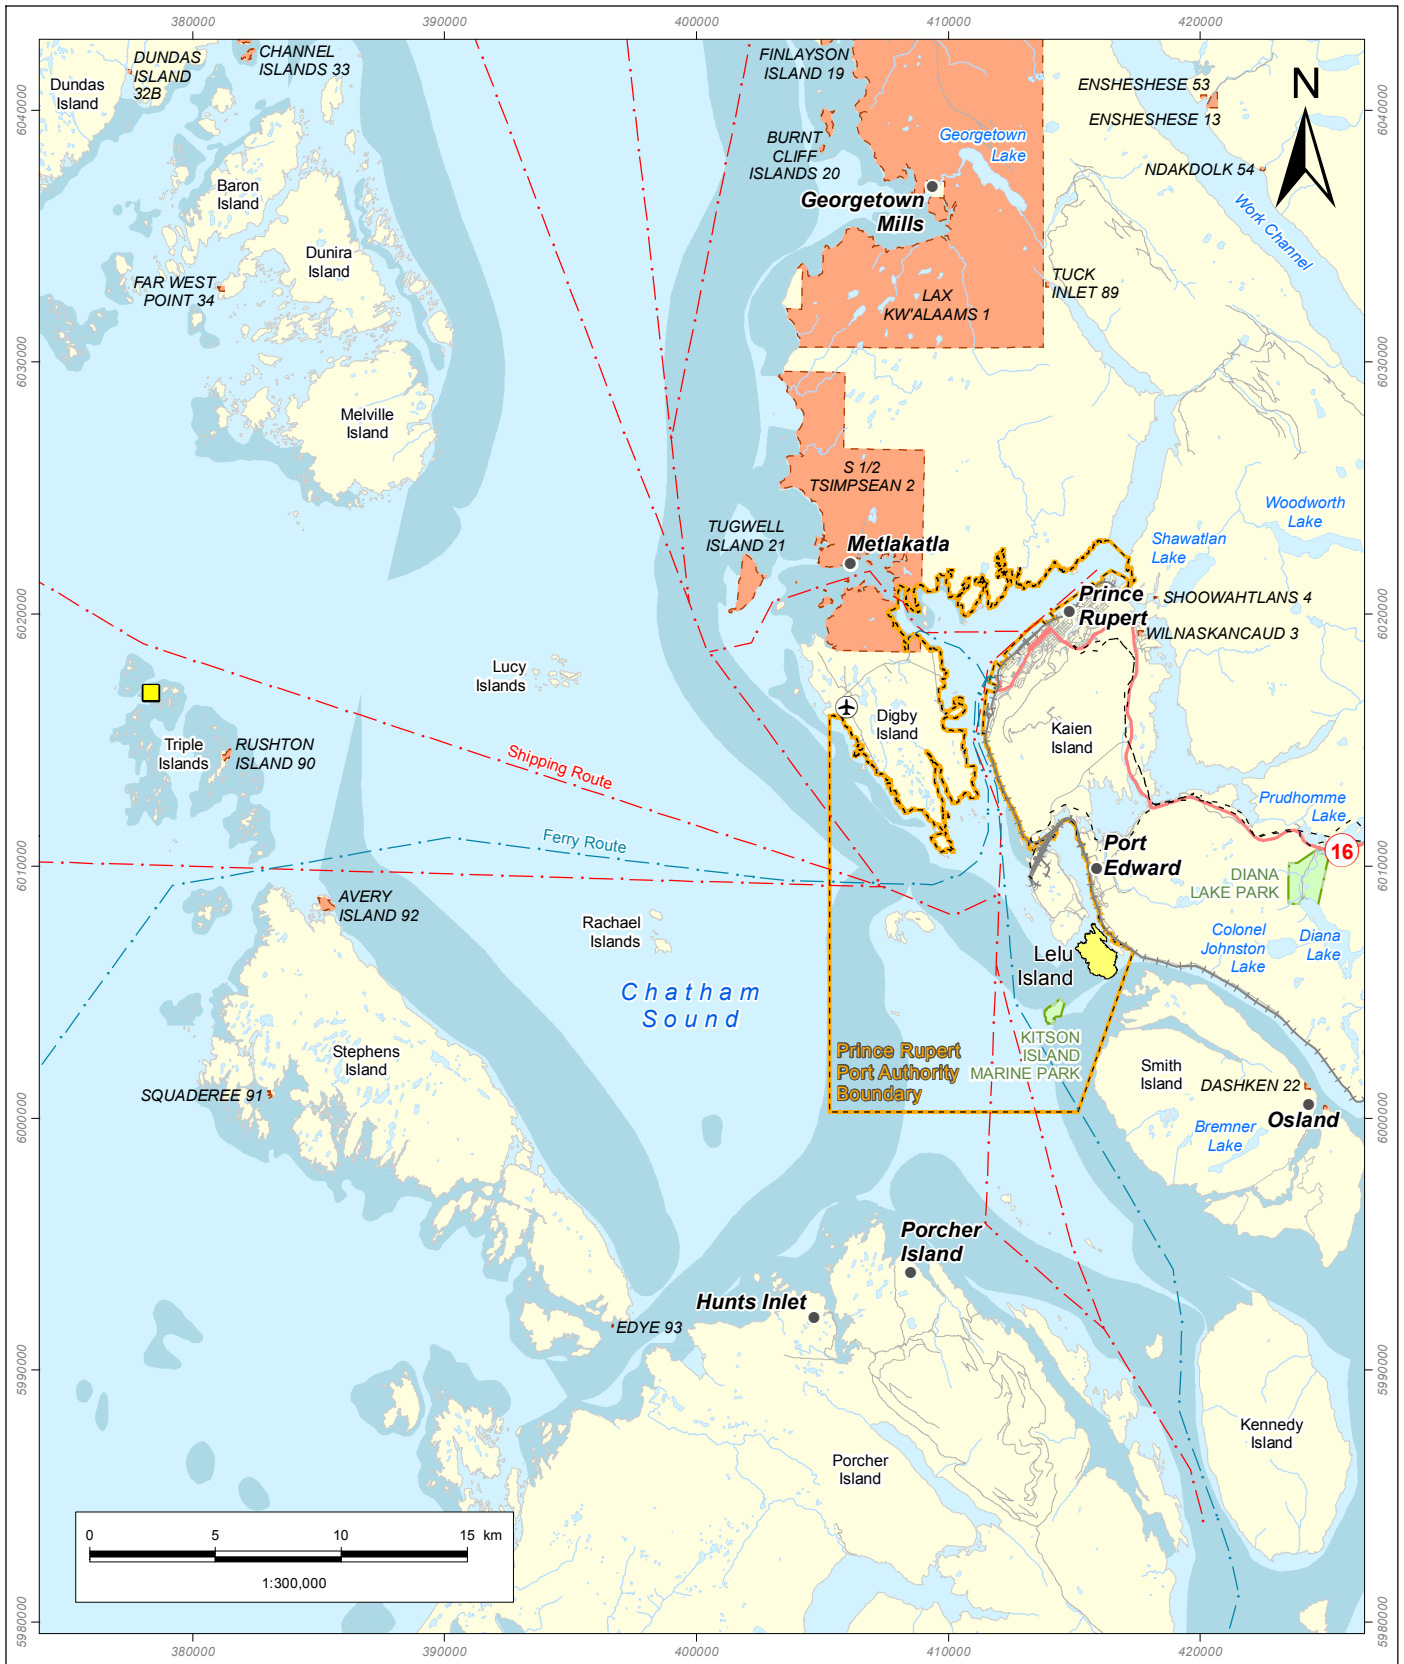 380000
390000
400000
410000
420000
DUNDAS
ISLAND
32B
CHANNEL
ISLANDS 33
FINLAYSON
ISLAND 19
Dundas
Island
ENSHESHESE 53
ENSHESHESE 13
N
6040000
6040000
BURNT
CLIFF
ISLANDS 20
Georgetown
Lake
NDAKDOLK 54
Baron
Island
Georgetown
Mills
Work Channel
Dunira
Island
FAR WEST
POINT 34
LAX
KW'ALAAMS 1
TUCK
INLET 89
6030000
6030000
Melville
Island
S 1/2
TSIMPSEAN 2
Woodworth
Lake
TUGWELL
ISLAND 21
Metlakatla
Shawatlan
Lake
6020000
6020000
Prince
Rupert
SHOOWAHTLANS 4
WILNASKANCAUD 3
Lucy
Islands
Digby
Island
Kaien
Island
Triple
Islands
RUSHTON
ISLAND 90
Shipping Route
Prudhomme
Lake
Ferry Route
Port
Edward
16
6010000
6010000
DIANA
LAKE PARK
AVERY
ISLAND 92
Rachael
Islands
Colonel
Johnston
Lake
Diana
Lake
Lelu
Island
Chatham
Sound
KITSON
ISLAND
MARINE PARK
Prince Rupert
Port Authority
Boundary
Stephens
Island
Smith
Island
SQUADEREE 91
DASHKEN 22
Osland
Bremner
Lake
6000000
6000000
Porcher
Island
Hunts Inlet
EDYE 93
5990000
5990000
Kennedy
Island
Porcher
Island
0
5
10
15 km
1:300,000
5980000
5980000
380000
390000
400000
410000
420000